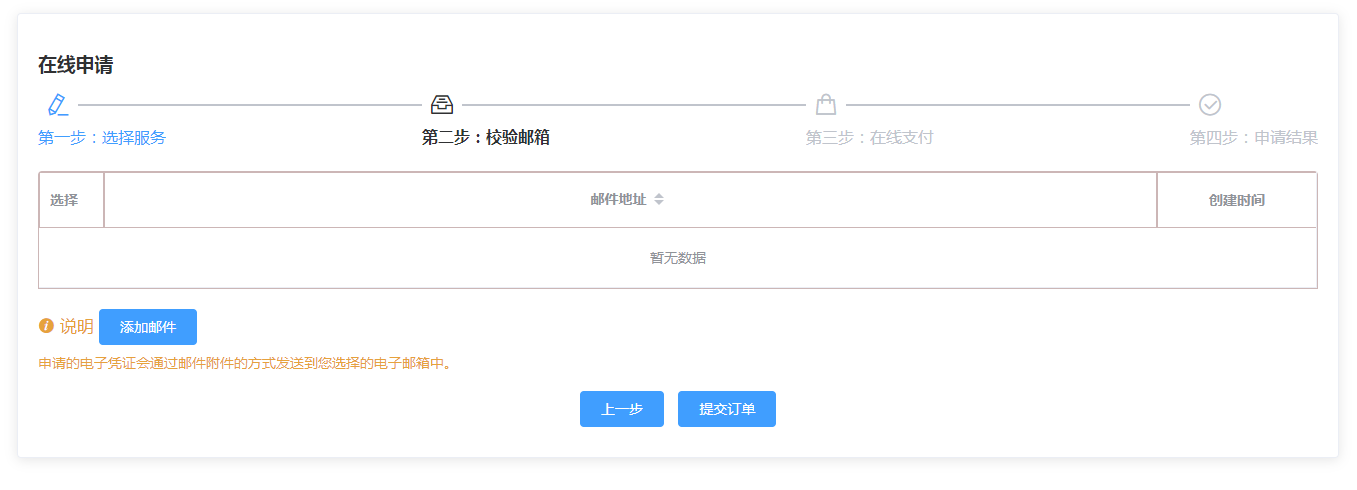 在线申请
第一步：选择服务
第二步：校验邮箱
第三步：在线支付
第四步：申请结果
选择 邮件地址 创建时间
暂无数据
说明 添加邮件
申请的电子凭证会通过邮件附件的方式发送到您选择的电子邮箱中。
上一步 提交订单